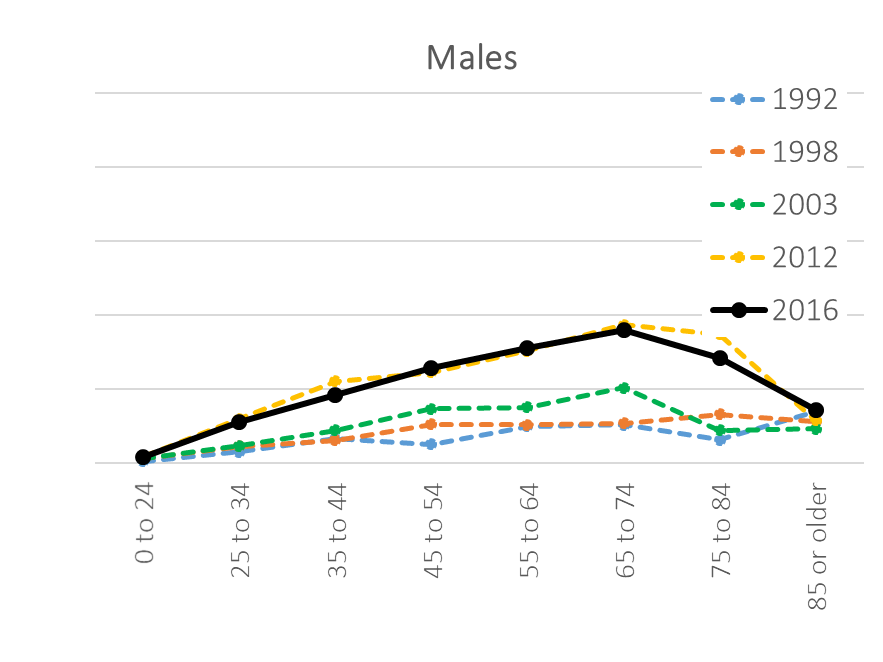 Males
1992
1998
2003
2012
2016
0 to 24
25 to 34
35 to 44
45 to 54
55 to 64
65 to 74
75 to 84
85 or older